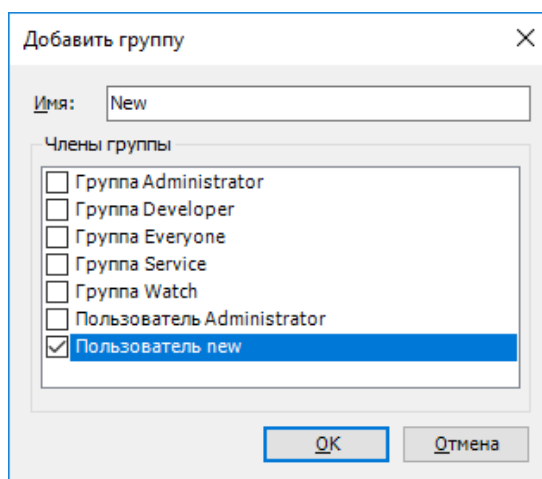 Добавить группу
Имя: New
Члены группы
Группа Administrator
Группа Developer
Группа Everyone
Группа Service
Группа Watch
Пользователь Administrator
Пользователь new
OK Отмена